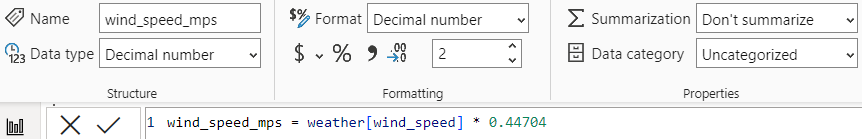 Name wind_speed_mps
Format Decimal number
Summarization Don't summarize
Data type Decimal number
$ % , .00 →.0 2
Data category Uncategorized
Structure
Formatting
Properties
1 wind_speed_mps = weather[wind_speed] * 0.44704